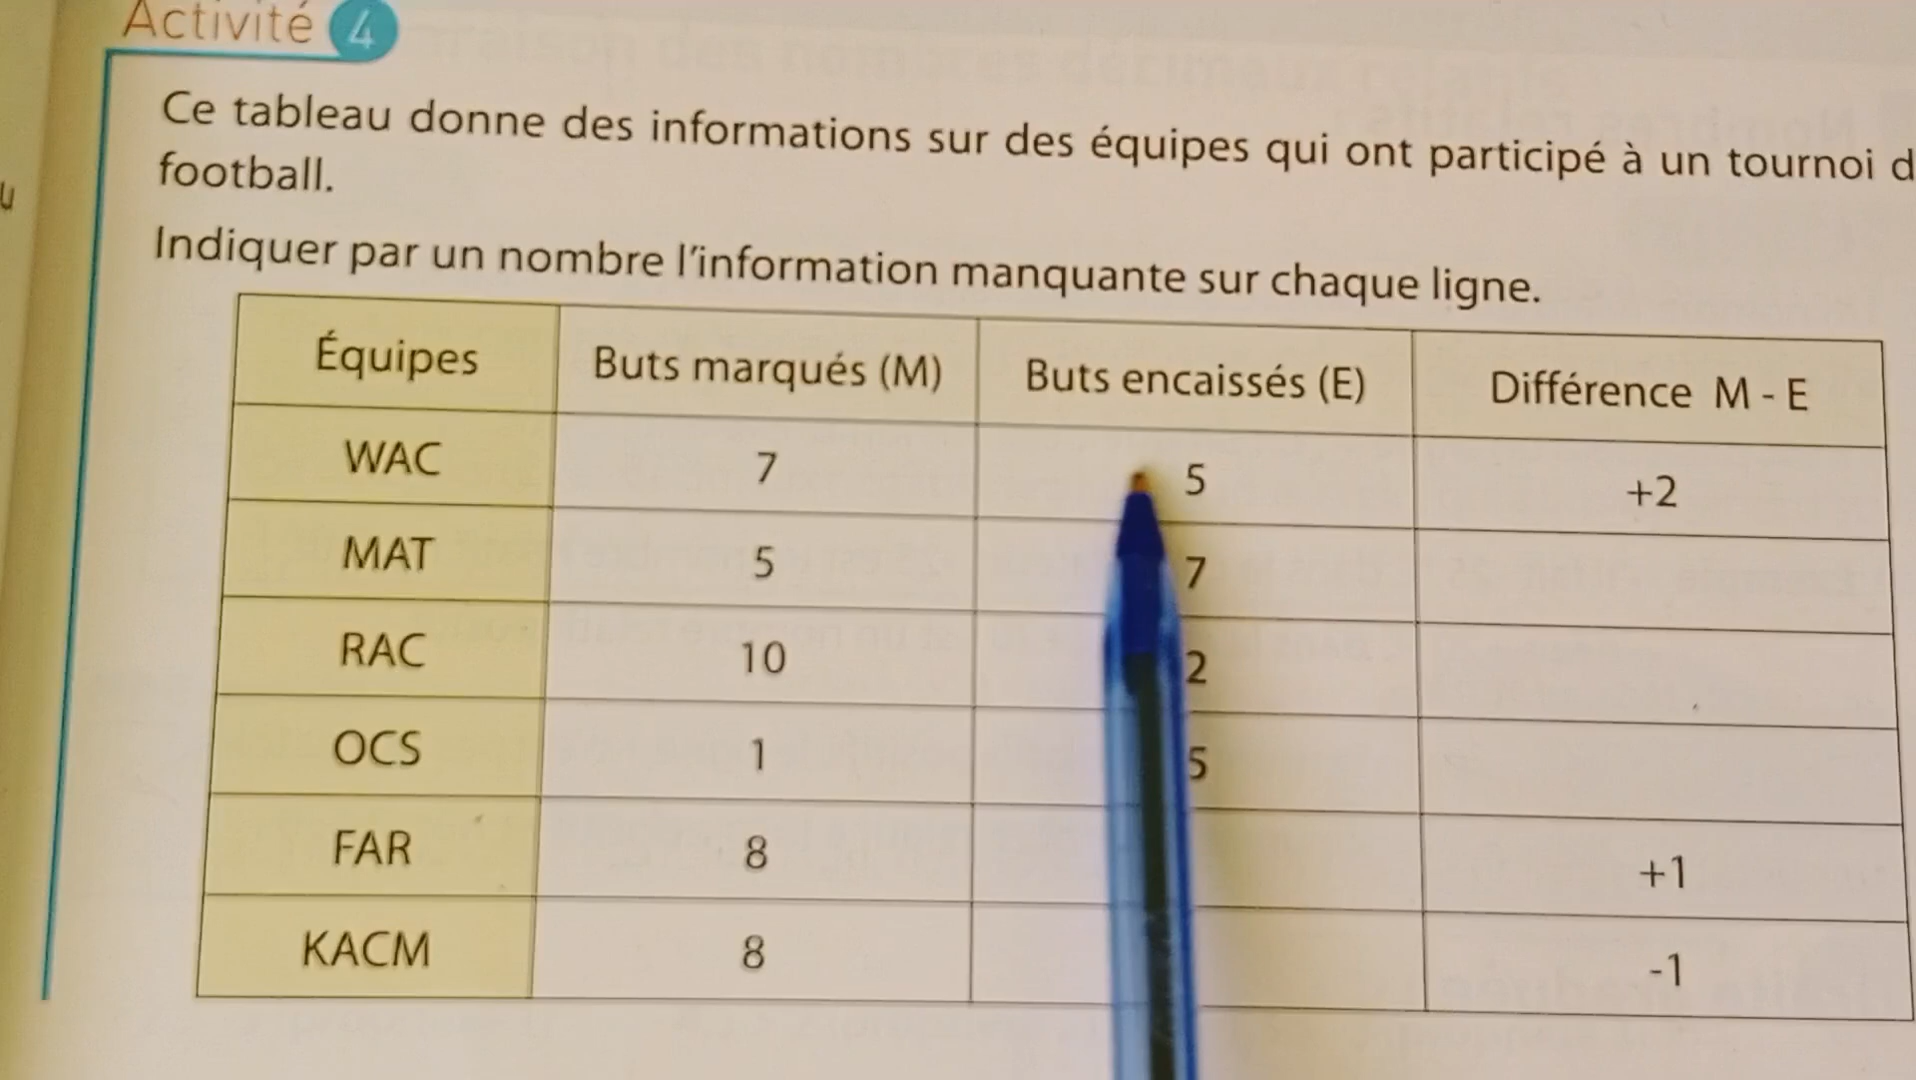 Activité 4
Ce tableau donne des informations sur des équipes qui ont participé à un tournoi d
football.
Indiquer par un nombre l'information manquante sur chaque ligne.
Équipes Buts marqués (M) Buts encaissés (E) Différence M - E
WAC 7 5 +2
MAT 5 7
RAC 10 2
OCS 1 5
FAR 8 +1
KACM 8 -1